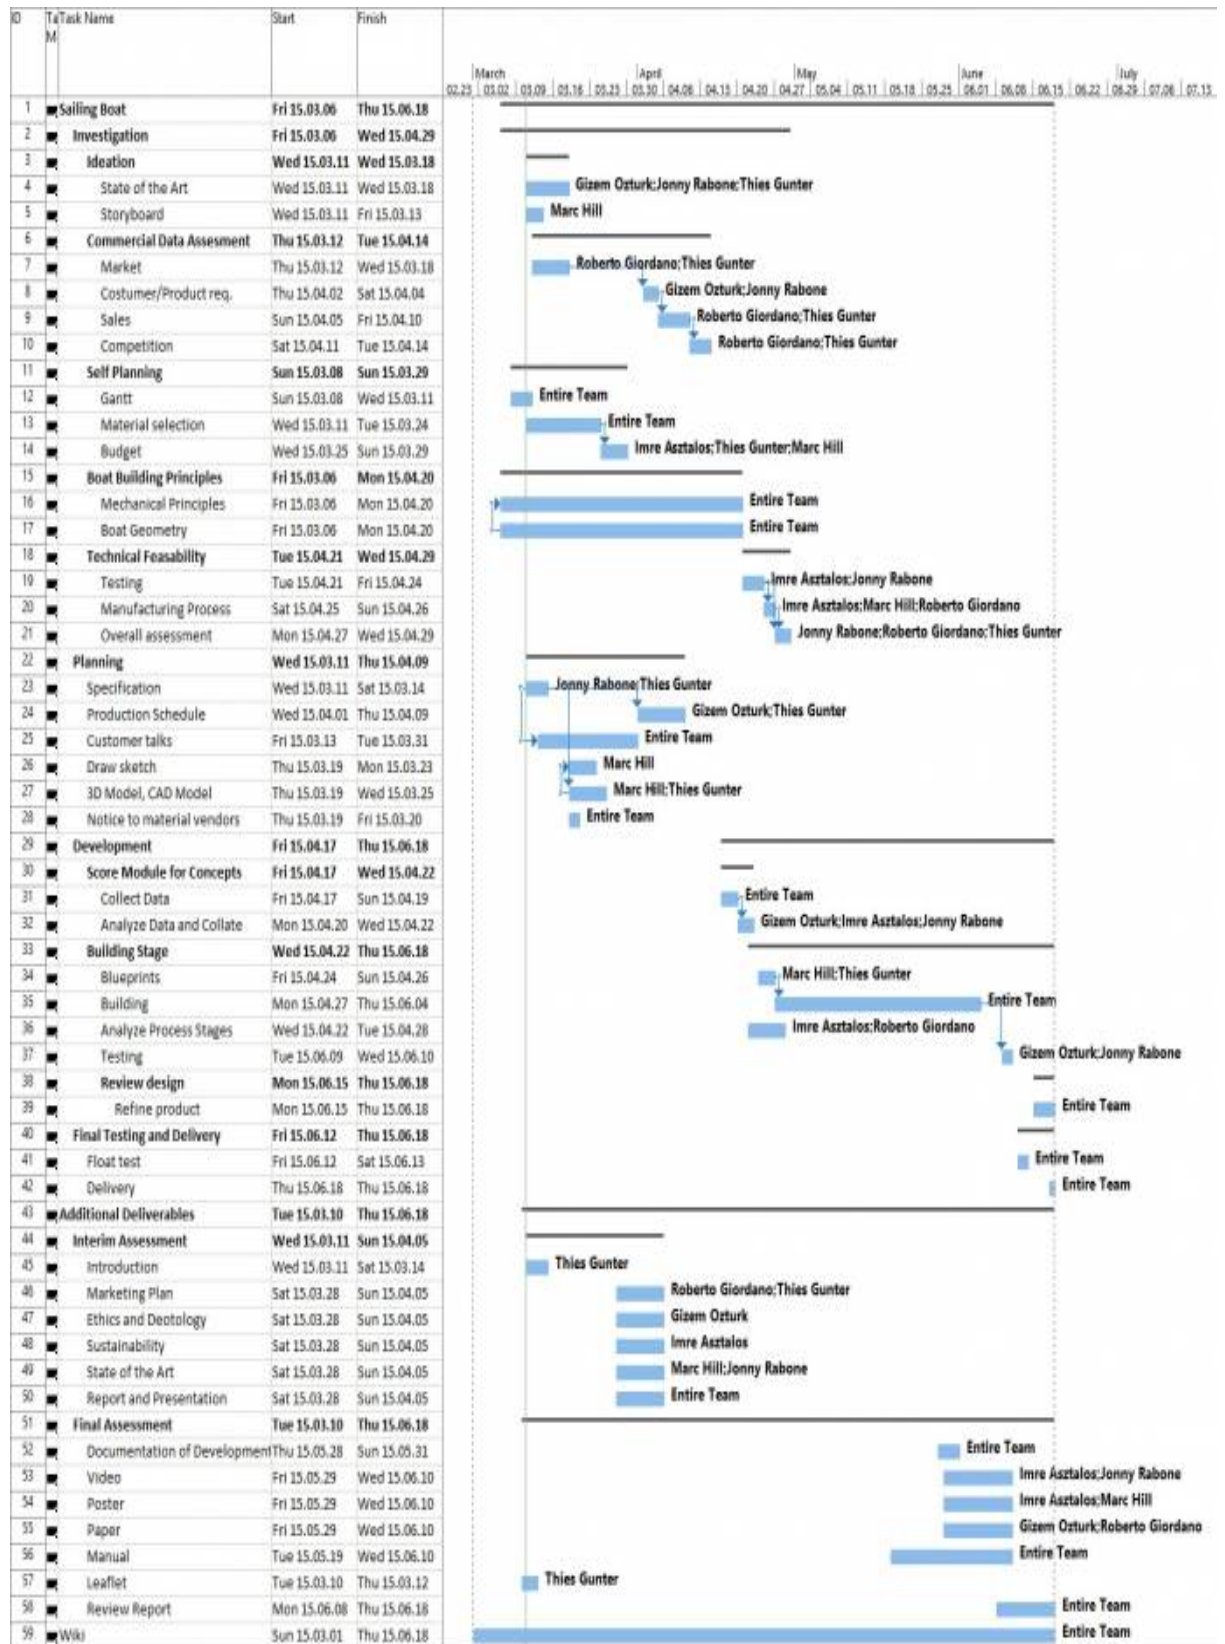 ID Ta Task Name Start Finish
M
March April May June July
02.23 03.02 03.09 03.16 03.23 03.30 04.06 04.13 04.20 04.27 05.04 05.11 05.18 05.25 06.01 06.08 06.15 06.22 06.29 07.06 07.13
1 Sailing Boat Fri 15.03.06 Thu 15.06.18
2 Investigation Fri 15.03.06 Wed 15.04.29
3 Ideation Wed 15.03.11 Wed 15.03.18
4 State of the Art Wed 15.03.11 Wed 15.03.18 Gizem Ozturk;Jonny Rabone;Thies Gunter
5 Storyboard Wed 15.03.11 Fri 15.03.13 Marc Hill
6 Commercial Data Assesment Thu 15.03.12 Tue 15.04.14
7 Market Thu 15.03.12 Wed 15.03.18 Roberto Giordano;Thies Gunter
8 Costumer/Product req. Thu 15.04.02 Sat 15.04.04 Gizem Ozturk;Jonny Rabone
9 Sales Sun 15.04.05 Fri 15.04.10 Roberto Giordano;Thies Gunter
10 Competition Sat 15.04.11 Tue 15.04.14 Roberto Giordano;Thies Gunter
11 Self Planning Sun 15.03.08 Sun 15.03.29
12 Gantt Sun 15.03.08 Wed 15.03.11 Entire Team
13 Material selection Wed 15.03.11 Tue 15.03.24 Entire Team
14 Budget Wed 15.03.25 Sun 15.03.29 Imre Asztalos;Thies Gunter;Marc Hill
15 Boat Building Principles Fri 15.03.06 Mon 15.04.20
16 Mechanical Principles Fri 15.03.06 Mon 15.04.20 Entire Team
17 Boat Geometry Fri 15.03.06 Mon 15.04.20 Entire Team
18 Technical Feasability Tue 15.04.21 Wed 15.04.29
19 Testing Tue 15.04.21 Fri 15.04.24 Imre Asztalos;Jonny Rabone
20 Manufacturing Process Sat 15.04.25 Sun 15.04.26 Imre Asztalos;Marc Hill;Roberto Giordano
21 Overall assessment Mon 15.04.27 Wed 15.04.29 Jonny Rabone;Roberto Giordano;Thies Gunter
22 Planning Wed 15.03.11 Thu 15.04.09
23 Specification Wed 15.03.11 Sat 15.03.14 Jonny Rabone;Thies Gunter
24 Production Schedule Wed 15.04.01 Thu 15.04.09 Gizem Ozturk;Thies Gunter
25 Customer talks Fri 15.03.13 Tue 15.03.31 Entire Team
26 Draw sketch Thu 15.03.19 Mon 15.03.23 Marc Hill
27 3D Model, CAD Model Thu 15.03.19 Wed 15.03.25 Marc Hill;Thies Gunter
28 Notice to material vendors Thu 15.03.19 Fri 15.03.20 Entire Team
29 Development Fri 15.04.17 Thu 15.06.18
30 Score Module for Concepts Fri 15.04.17 Wed 15.04.22
31 Collect Data Fri 15.04.17 Sun 15.04.19 Entire Team
32 Analyze Data and Collate Mon 15.04.20 Wed 15.04.22 Gizem Ozturk;Imre Asztalos;Jonny Rabone
33 Building Stage Wed 15.04.22 Thu 15.06.18
34 Blueprints Fri 15.04.24 Sun 15.04.26 Marc Hill;Thies Gunter
35 Building Mon 15.04.27 Thu 15.06.04 Entire Team
36 Analyze Process Stages Wed 15.04.22 Tue 15.04.28 Imre Asztalos;Roberto Giordano
37 Testing Tue 15.06.09 Wed 15.06.10 Gizem Ozturk;Jonny Rabone
38 Review design Mon 15.06.15 Thu 15.06.18
39 Refine product Mon 15.06.15 Thu 15.06.18 Entire Team
40 Final Testing and Delivery Fri 15.06.12 Thu 15.06.18
41 Float test Fri 15.06.12 Sat 15.06.13 Entire Team
42 Delivery Thu 15.06.18 Thu 15.06.18 Entire Team
43 Additional Deliverables Tue 15.03.10 Thu 15.06.18
44 Interim Assessment Wed 15.03.11 Sun 15.04.05
45 Introduction Wed 15.03.11 Sat 15.03.14 Thies Gunter
46 Marketing Plan Sat 15.03.28 Sun 15.04.05 Roberto Giordano;Thies Gunter
47 Ethics and Deotology Sat 15.03.28 Sun 15.04.05 Gizem Ozturk
48 Sustainability Sat 15.03.28 Sun 15.04.05 Imre Asztalos
49 State of the Art Sat 15.03.28 Sun 15.04.05 Marc Hill;Jonny Rabone
50 Report and Presentation Sat 15.03.28 Sun 15.04.05 Entire Team
51 Final Assessment Tue 15.03.10 Thu 15.06.18
52 Documentation of Development Thu 15.05.28 Sun 15.05.31 Entire Team
53 Video Fri 15.05.29 Wed 15.06.10 Imre Asztalos;Jonny Rabone
54 Poster Fri 15.05.29 Wed 15.06.10 Imre Asztalos;Marc Hill
55 Paper Fri 15.05.29 Wed 15.06.10 Gizem Ozturk;Roberto Giordano
56 Manual Tue 15.05.19 Wed 15.06.10 Entire Team
57 Leaflet Tue 15.03.10 Thu 15.03.12 Thies Gunter
58 Review Report Mon 15.06.08 Thu 15.06.18 Entire Team
59 Wiki Sun 15.03.01 Thu 15.06.18 Entire Team